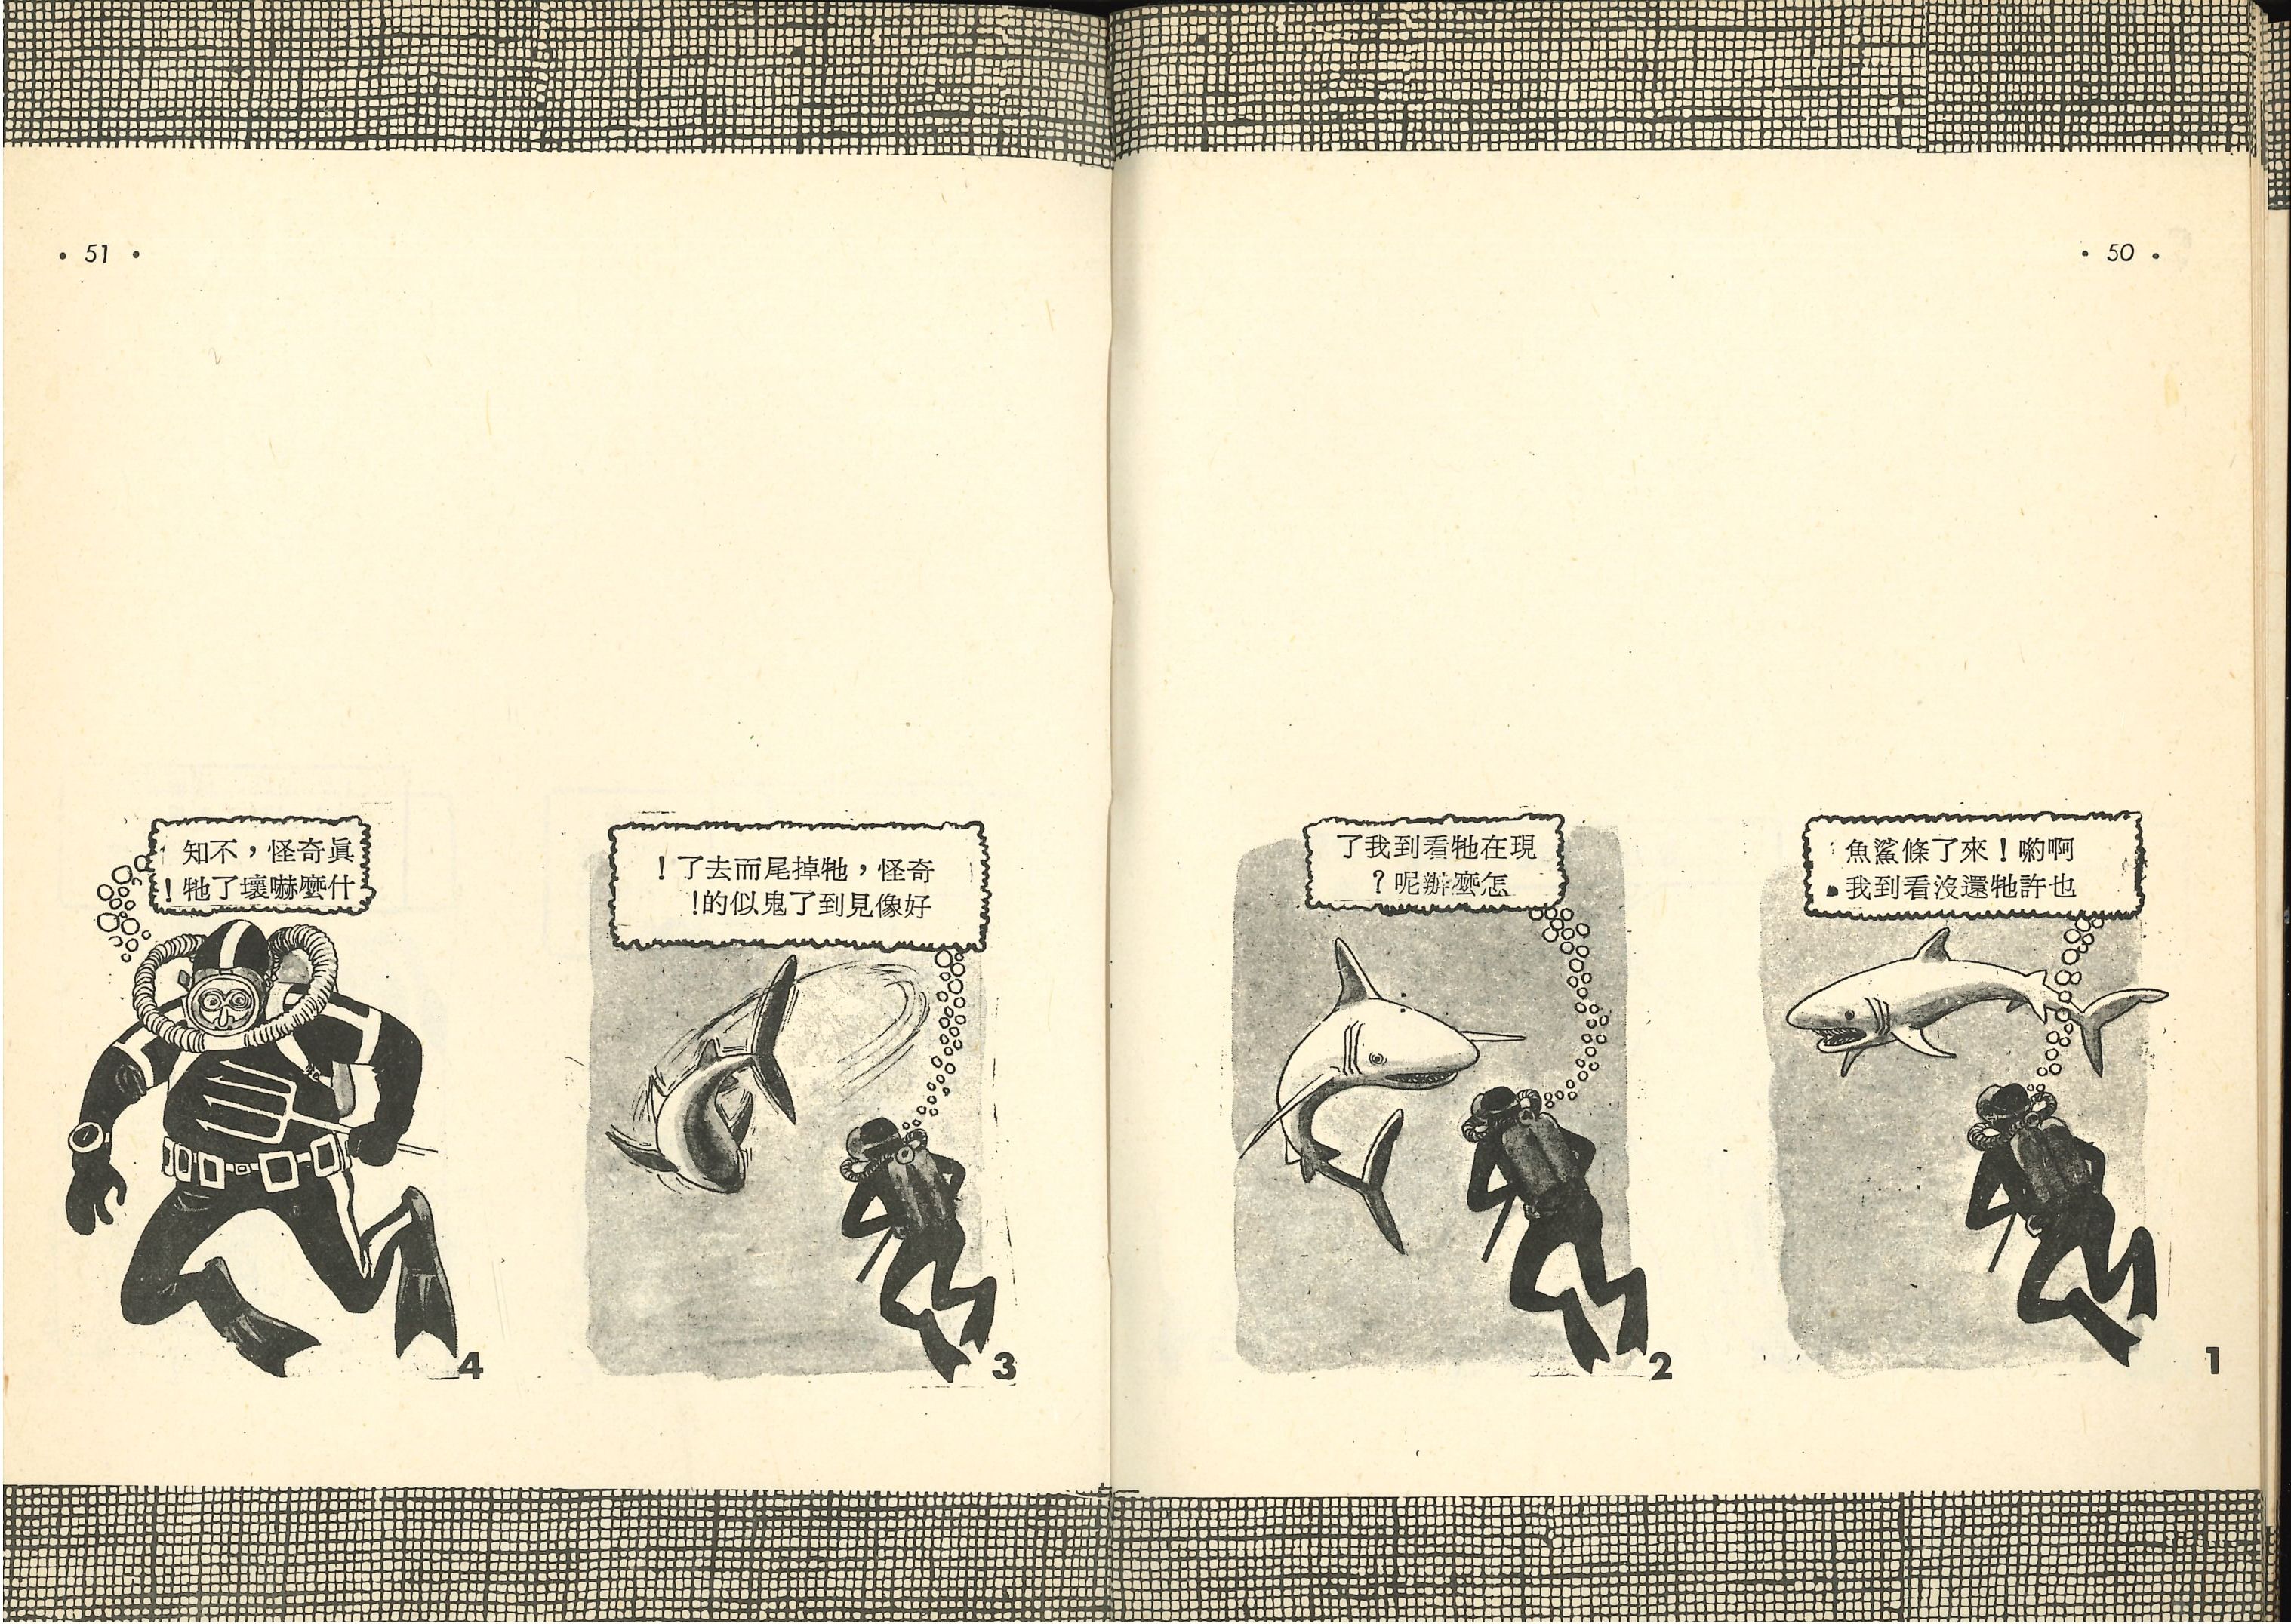 • 50 •
啊喲！來了條鯊魚
也許牠還沒看到我
1
現在牠看到我了
怎麼辦呢？
2
奇怪，牠掉尾而去了！
好像見到了鬼似的！
3
• 51 •
眞奇怪，不知
什麼嚇壞了牠！
4